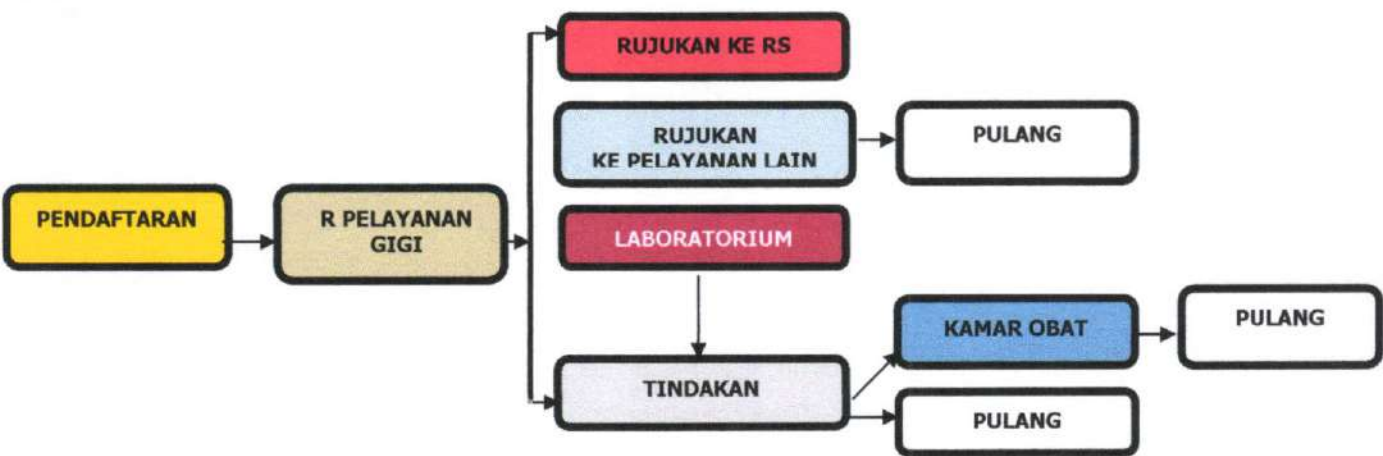 RUJUKAN KE RS
RUJUKAN
KE PELAYANAN LAIN
PULANG
PENDAFTARAN
R PELAYANAN
GIGI
LABORATORIUM
KAMAR OBAT
PULANG
TINDAKAN
PULANG